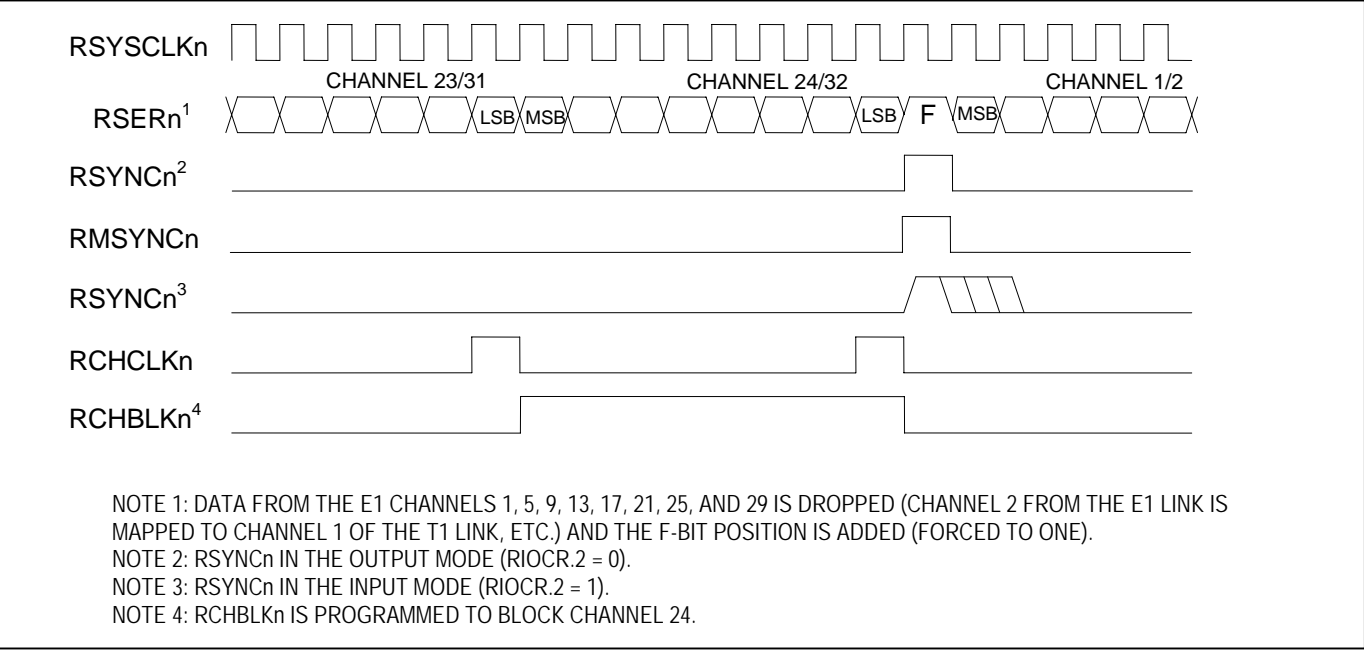 RSYSCLKn
CHANNEL 23/31 CHANNEL 24/32 CHANNEL 1/2
RSERn1 LSB MSB LSB F MSB
RSYNCn2
RMSYNCn
RSYNCn3
RCHCLKn
RCHBLKn4
NOTE 1: DATA FROM THE E1 CHANNELS 1, 5, 9, 13, 17, 21, 25, AND 29 IS DROPPED (CHANNEL 2 FROM THE E1 LINK IS
MAPPED TO CHANNEL 1 OF THE T1 LINK, ETC.) AND THE F-BIT POSITION IS ADDED (FORCED TO ONE).
NOTE 2: RSYNCn IN THE OUTPUT MODE (RIOCR.2 = 0).
NOTE 3: RSYNCn IN THE INPUT MODE (RIOCR.2 = 1).
NOTE 4: RCHBLKn IS PROGRAMMED TO BLOCK CHANNEL 24.